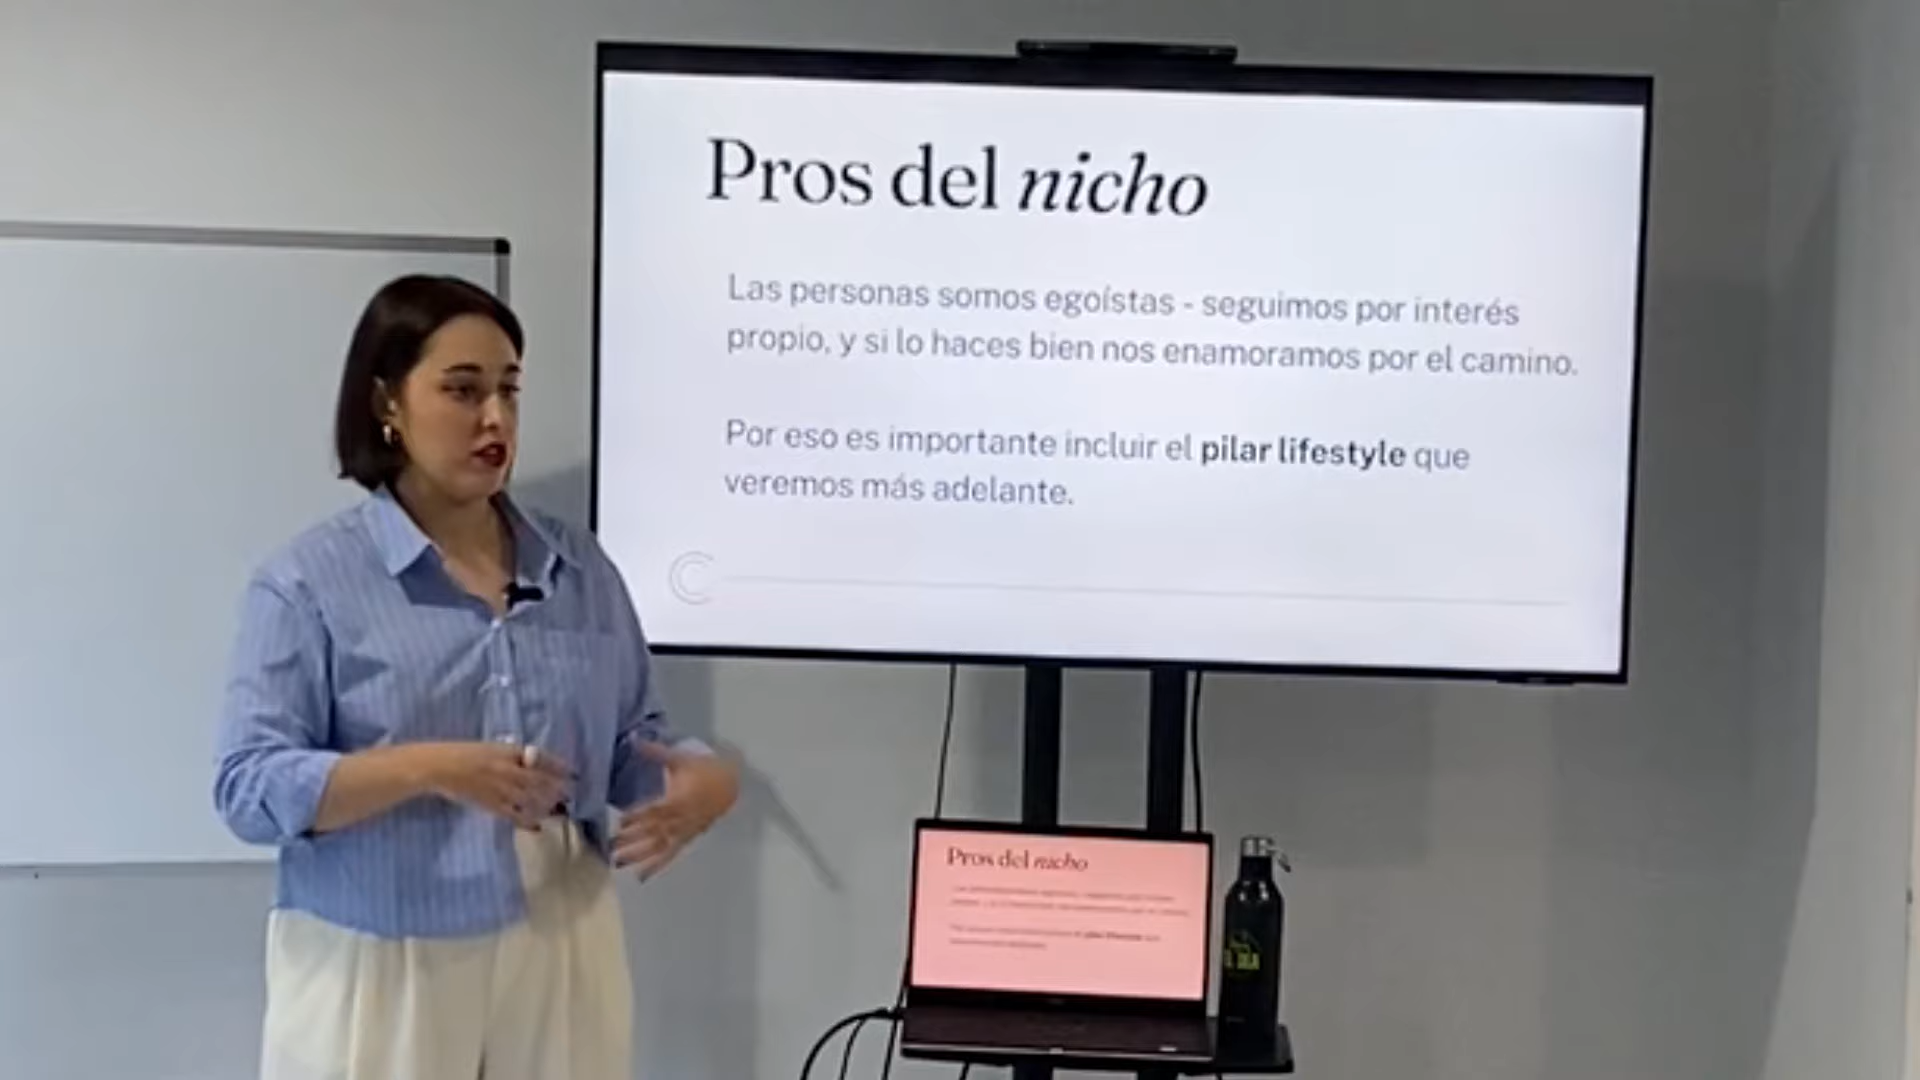 Pros del nicho
Las personas somos egoístas - seguimos por interés
propio, y si lo haces bien nos enamoramos por el camino.
Por eso es importante incluir el pilar lifestyle que
veremos más adelante.
Pros del nicho